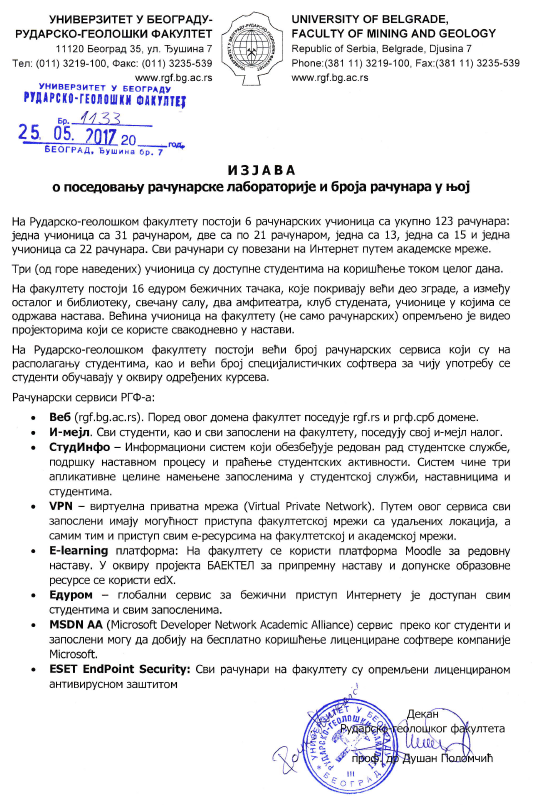 УНИВЕРЗИТЕТ У БЕОГРАДУ-
РУДАРСКО-ГЕОЛОШКИ ФАКУЛТЕТ
11120 Београд 35, ул. Ђушина 7
Тел: (011) 3219-100, Факс: (011) 3235-539
www.rgf.bg.ac.rs
UNIVERSITY OF BELGRADE,
FACULTY OF MINING AND GEOLOGY
Republic of Serbia, Belgrade, Djusina 7
Phone:(381 11) 3219-100, Fax:(381 11) 3235-539
www.rgf.bg.ac.rs
УНИВЕРЗИТЕТ У БЕОГРАДУ
РУДАРСКО-ГЕОЛОШКИ ФАКУЛТЕТ
Бр. 1133
25. 05. 2017 20 год.
БЕОГРАД, Ђушина бр. 7
И З Ј А В А
о поседовању рачунарске лабораторије и броја рачунара у њој
На Рударско-геолошком факултету постоји 6 рачунарских учионица са укупно 123 рачунара:
једна учионица са 31 рачунаром, две са по 21 рачунаром, једна са 13, једна са 15 и једна
учионица са 22 рачунара. Сви рачунари су повезани на Интернет путем академске мреже.
Три (од горе наведених) учионица су доступне студентима на коришћење током целог дана.
На факултету постоји 16 едуром бежичних тачака, које покривају већи део зграде, а између
осталог и библиотеку, свечану салу, два амфитеатра, клуб студената, учионице у којима се
одржава настава. Већина учионица на факултету (не само рачунарских) опремљено је видео
пројекторима који се користе свакодневно у настави.
На Рударско-геолошком факултету постоји већи број рачунарских сервиса који су на
располагању студентима, као и већи број специјалистичких софтвера за чију употребу се
студенти обучавају у оквиру одређених курсева.
Рачунарски сервиси РГФ-а:
• Веб (rgf.bg.ac.rs). Поред овог домена факултет поседује rgf.rs и ргф.срб домене.
• И-мејл. Сви студенти, као и сви запослени на факултету, поседују свој и-мејл налог.
• СтудИнфо – Информациони систем који обезбеђује редован рад студентске службе,
подршку наставном процесу и праћење студентских активности. Систем чине три
апликативне целине намењене запосленима у студентској служби, наставницима и
студентима.
• VPN – виртуелна приватна мрежа (Virtual Private Network). Путем овог сервиса сви
запослени имају могућност приступа факултетској мрежи са удаљених локација, а
самим тим и приступ свим е-ресурсима на факултетској и академској мрежи.
• E-learning платформа: На факултету се користи платформа Moodle за редовну
наставу. У оквиру пројекта БАЕКТЕЛ за припремну наставу и допунске образовне
ресурсе се користи edX.
• Едуром – глобални сервис за бежични приступ Интернету је доступан свим
студентима и свим запосленима.
• MSDN AA (Microsoft Developer Network Academic Alliance) сервис преко ког студенти и
запослени могу да добију на бесплатно коришћење лиценциране софтвере компаније
Microsoft.
• ESET EndPoint Security: Сви рачунари на факултету су опремљени лиценцираном
антивирусном заштитом
Декан
Рударско-геолошког факултета
проф. др Душан Поломчић
УНИВЕРЗИТЕТ У БЕОГРАДУ
РУДАРСКО-ГЕОЛОШКИ ФАКУЛТЕТ
III
БЕОГРАД